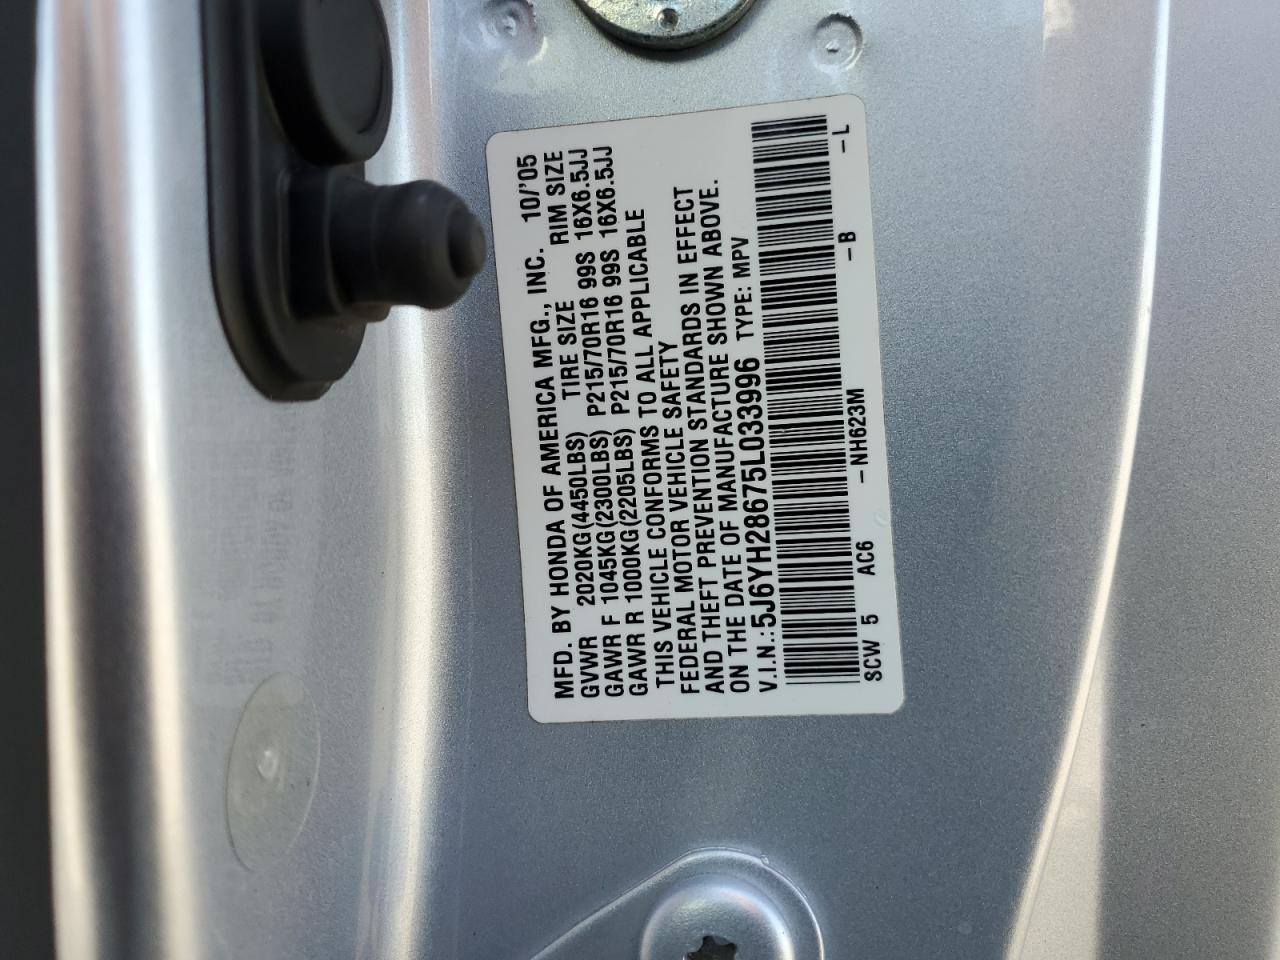 MFD. BY HONDA OF AMERICA MFG., INC. 10/'05
GVWR 2020KG(4450LBS) TIRE SIZE RIM SIZE
GAWR F 1045KG(2300LBS) P215/70R16 99S 16X6.5JJ
GAWR R 1000KG(2205LBS) P215/70R16 99S 16X6.5JJ
THIS VEHICLE CONFORMS TO ALL APPLICABLE
FEDERAL MOTOR VEHICLE SAFETY
AND THEFT PREVENTION STANDARDS IN EFFECT
ON THE DATE OF MANUFACTURE SHOWN ABOVE.
V.I.N.:5J6YH28675L033996 TYPE: MPV
SCW 5 AC6 -NH623M -B -L